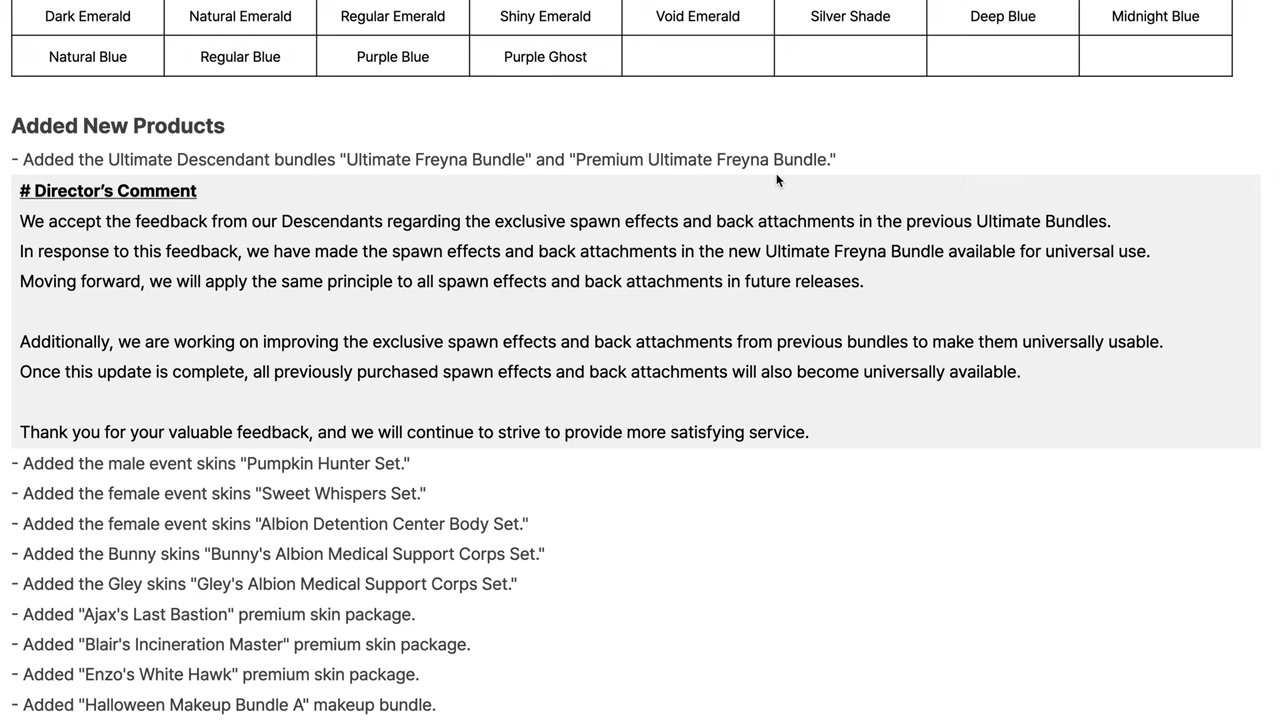 Dark Emerald Natural Emerald Regular Emerald Shiny Emerald Void Emerald Silver Shade Deep Blue Midnight Blue
Natural Blue Regular Blue Purple Blue Purple Ghost
Added New Products
- Added the Ultimate Descendant bundles "Ultimate Freyna Bundle" and "Premium Ultimate Freyna Bundle."
# Director’s Comment
We accept the feedback from our Descendants regarding the exclusive spawn effects and back attachments in the previous Ultimate Bundles.
In response to this feedback, we have made the spawn effects and back attachments in the new Ultimate Freyna Bundle available for universal use.
Moving forward, we will apply the same principle to all spawn effects and back attachments in future releases.
Additionally, we are working on improving the exclusive spawn effects and back attachments from previous bundles to make them universally usable.
Once this update is complete, all previously purchased spawn effects and back attachments will also become universally available.
Thank you for your valuable feedback, and we will continue to strive to provide more satisfying service.
- Added the male event skins "Pumpkin Hunter Set."
- Added the female event skins "Sweet Whispers Set."
- Added the female event skins "Albion Detention Center Body Set."
- Added the Bunny skins "Bunny's Albion Medical Support Corps Set."
- Added the Gley skins "Gley's Albion Medical Support Corps Set."
- Added "Ajax's Last Bastion" premium skin package.
- Added "Blair's Incineration Master" premium skin package.
- Added "Enzo's White Hawk" premium skin package.
- Added "Halloween Makeup Bundle A" makeup bundle.